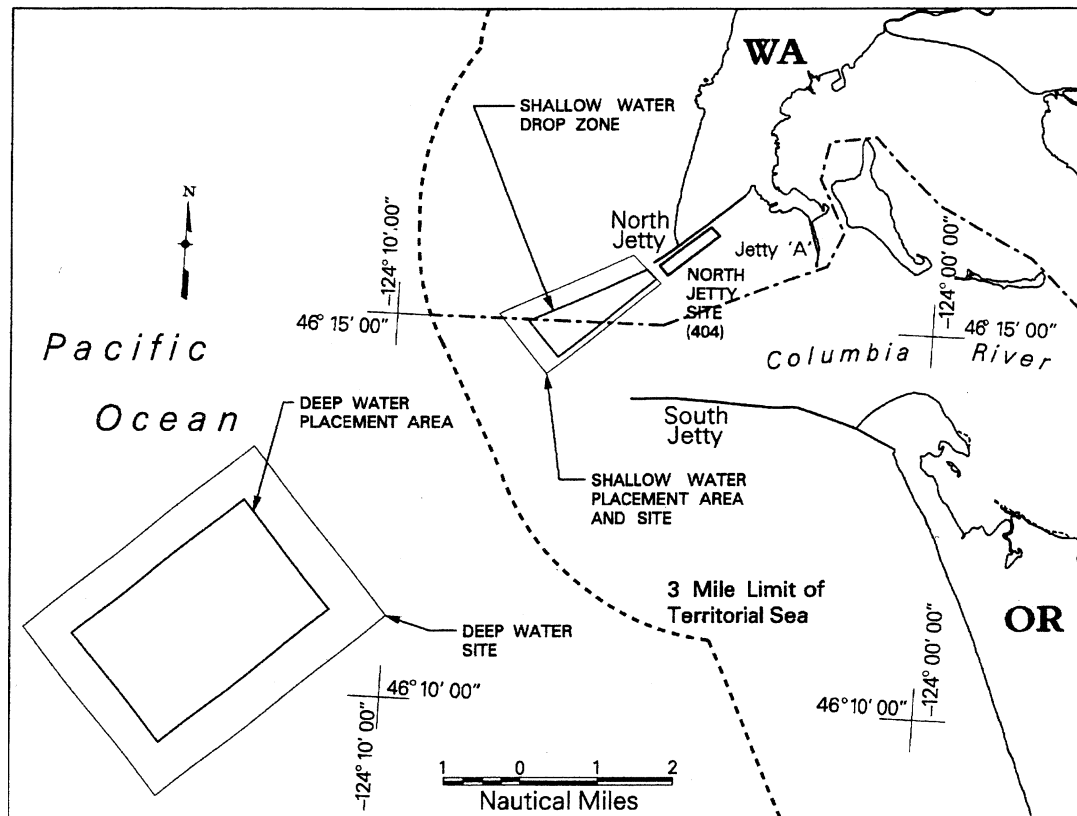 WA
SHALLOW WATER
DROP ZONE
N
-124° 10'.00"
North
Jetty
Jetty 'A'
NORTH
JETTY
SITE
(404)
-124° 00' 00"
46° 15' 00"
46° 15' 00"
Pacific
Ocean
Columbia River
DEEP WATER
PLACEMENT AREA
South
Jetty
SHALLOW WATER
PLACEMENT AREA
AND SITE
3 Mile Limit of
Territorial Sea
OR
DEEP WATER
SITE
46° 10' 00"
-124° 10' 00"
46° 10' 00"
-124° 00' 00"
1 0 1 2
Nautical Miles